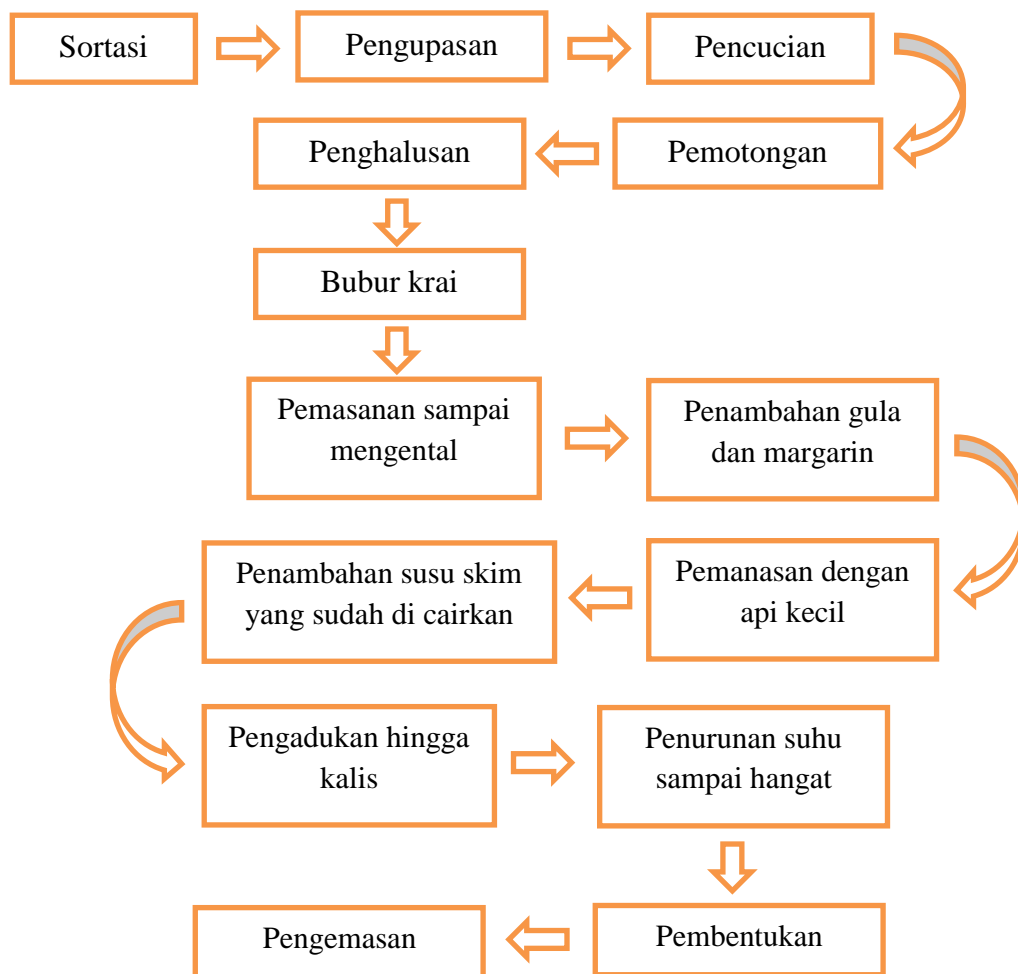 Sortasi
Pengupasan
Pencucian
Pemotongan
Penghalusan
Bubur krai
Pemasanan sampai
mengental
Penambahan gula
dan margarin
Pemanasan dengan
api kecil
Penambahan susu skim
yang sudah di cairkan
Pengadukan hingga
kalis
Penurunan suhu
sampai hangat
Pembentukan
Pengemasan